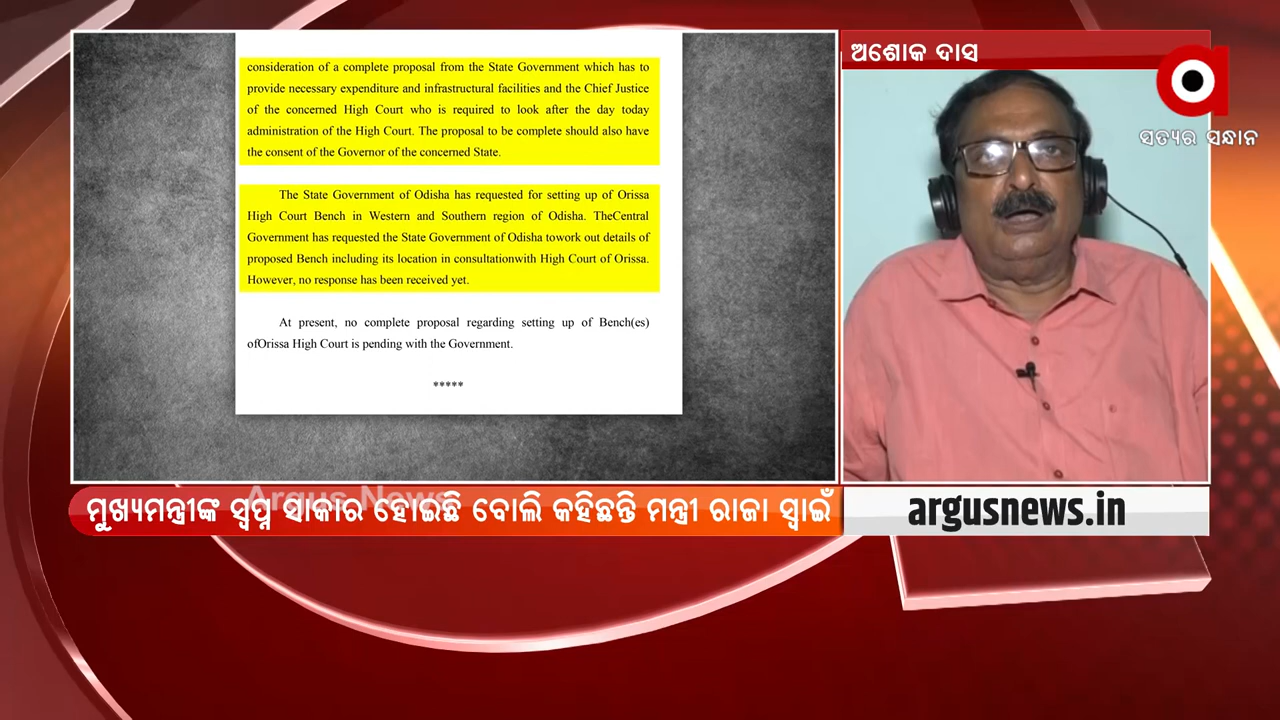 consideration of a complete proposal from the State Government which has to
provide necessary expenditure and infrastructural facilities and the Chief Justice
of the concerned High Court who is required to look after the day today
administration of the High Court. The proposal to be complete should also have
the consent of the Governor of the concerned State.
The State Government of Odisha has requested for setting up of Orissa
High Court Bench in Western and Southern region of Odisha. TheCentral
Government has requested the State Government of Odisha towork out details of
proposed Bench including its location in consultationwith High Court of Orissa.
However, no response has been received yet.
At present, no complete proposal regarding setting up of Bench(es)
ofOrissa High Court is pending with the Government.
*****
ଅଶୋକ ଦାସ
a
ସତ୍ୟର ସନ୍ଧାନ
Argus News
ମୁଖ୍ୟମନ୍ତ୍ରୀଙ୍କ ସ୍ୱପ୍ନ ସାକାର ହୋଇଛି ବୋଲି କହିଛନ୍ତି ମନ୍ତ୍ରୀ ରାଜା ସ୍ୱାଇଁ
argusnews.in